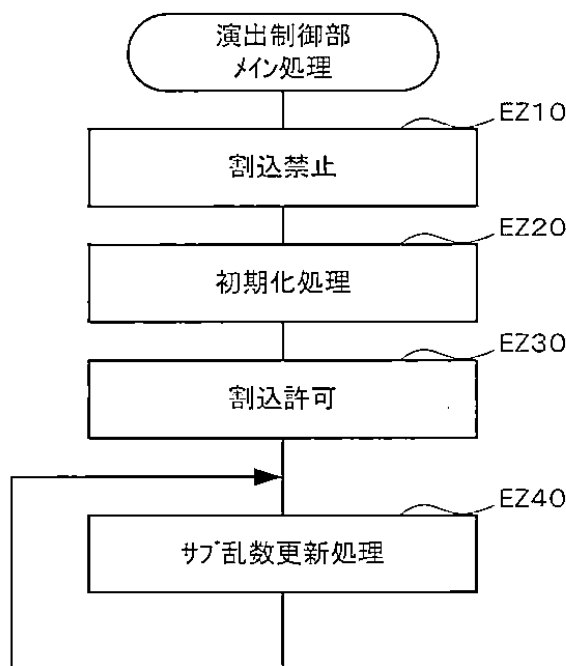 演出制御部
メイン処理
EZ10
割込禁止
EZ20
初期化処理
EZ30
割込許可
EZ40
サブ乱数更新処理